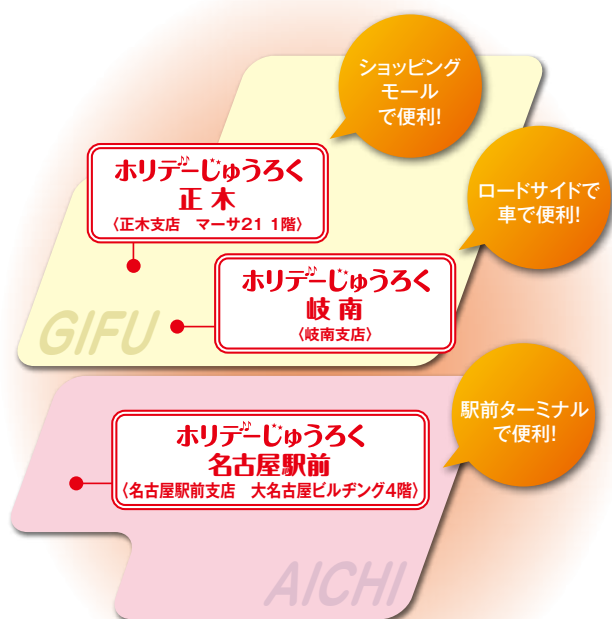 ショッピング
モール
で便利!
ホリデーじゅうろく
正木
〈正木支店　マーサ21 1階〉
ロードサイドで
車で便利!
ホリデーじゅうろく
岐南
〈岐南支店〉
GIFU
駅前ターミナル
で便利!
ホリデーじゅうろく
名古屋駅前
〈名古屋駅前支店　大名古屋ビルヂング4階〉
AICHI